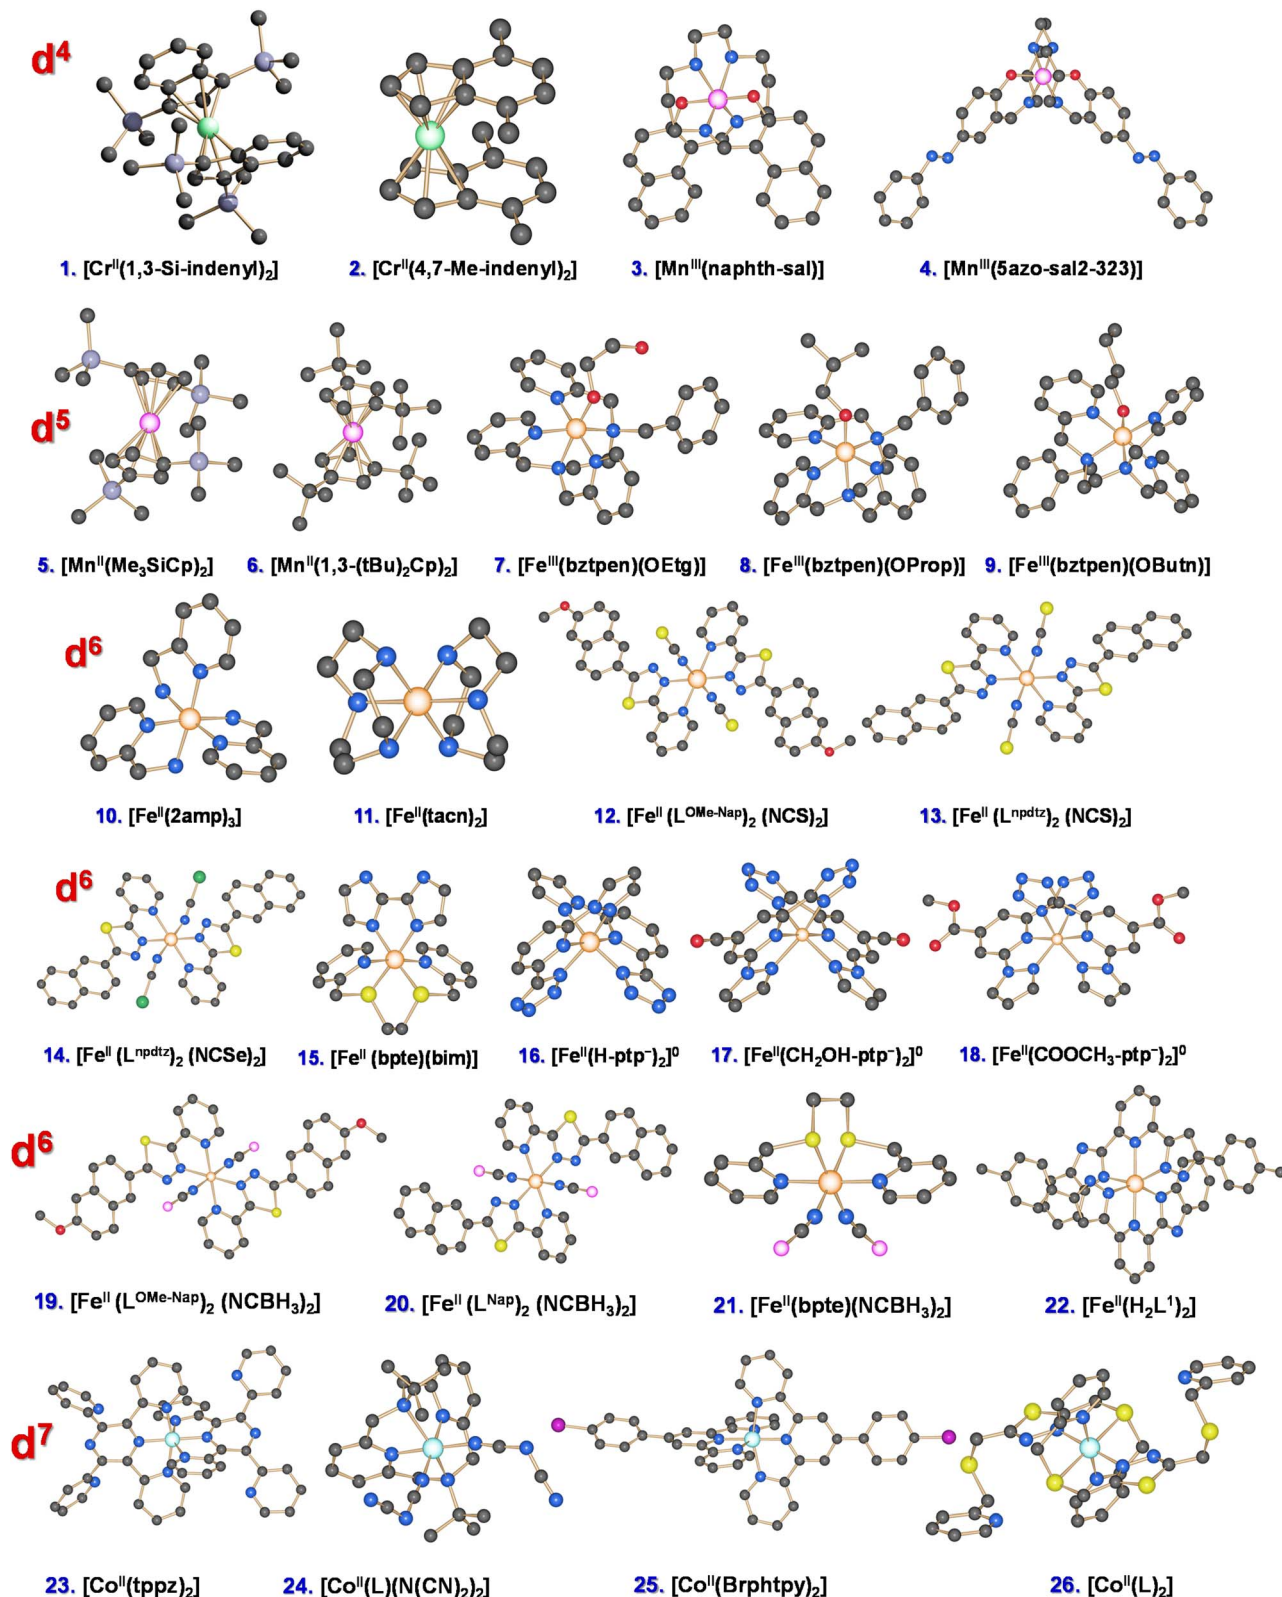 d⁴
1. [Crᴵᴵ(1,3-Si-indenyl)₂] 2. [Crᴵᴵ(4,7-Me-indenyl)₂] 3. [Mnᴵᴵᴵ(naphth-sal)] 4. [Mnᴵᴵᴵ(5azo-sal2-323)]
d⁵
5. [Mnᴵᴵ(Me₃SiCp)₂] 6. [Mnᴵᴵ(1,3-(tBu)₂Cp)₂] 7. [Feᴵᴵᴵ(bztpen)(OEtg)] 8. [Feᴵᴵᴵ(bztpen)(OProp)] 9. [Feᴵᴵᴵ(bztpen)(OButn)]
d⁶
10. [Feᴵᴵ(2amp)₃] 11. [Feᴵᴵ(tacn)₂] 12. [Feᴵᴵ (L^OMe-Nap)₂ (NCS)₂] 13. [Feᴵᴵ (L^npdtz)₂ (NCS)₂]
d⁶
14. [Feᴵᴵ (L^npdtz)₂ (NCSe)₂] 15. [Feᴵᴵ (bpte)(bim)] 16. [Feᴵᴵ(H-ptp⁻)₂]⁰ 17. [Feᴵᴵ(CH₂OH-ptp⁻)₂]⁰ 18. [Feᴵᴵ(COOCH₃-ptp⁻)₂]⁰
d⁶
19. [Feᴵᴵ (L^OMe-Nap)₂ (NCBH₃)₂] 20. [Feᴵᴵ (L^Nap)₂ (NCBH₃)₂] 21. [Feᴵᴵ(bpte)(NCBH₃)₂] 22. [Feᴵᴵ(H₂L¹)₂]
d⁷
23. [Coᴵᴵ(tppz)₂] 24. [Coᴵᴵ(L)(N(CN)₂)₂] 25. [Coᴵᴵ(Brphtpy)₂] 26. [Coᴵᴵ(L)₂]